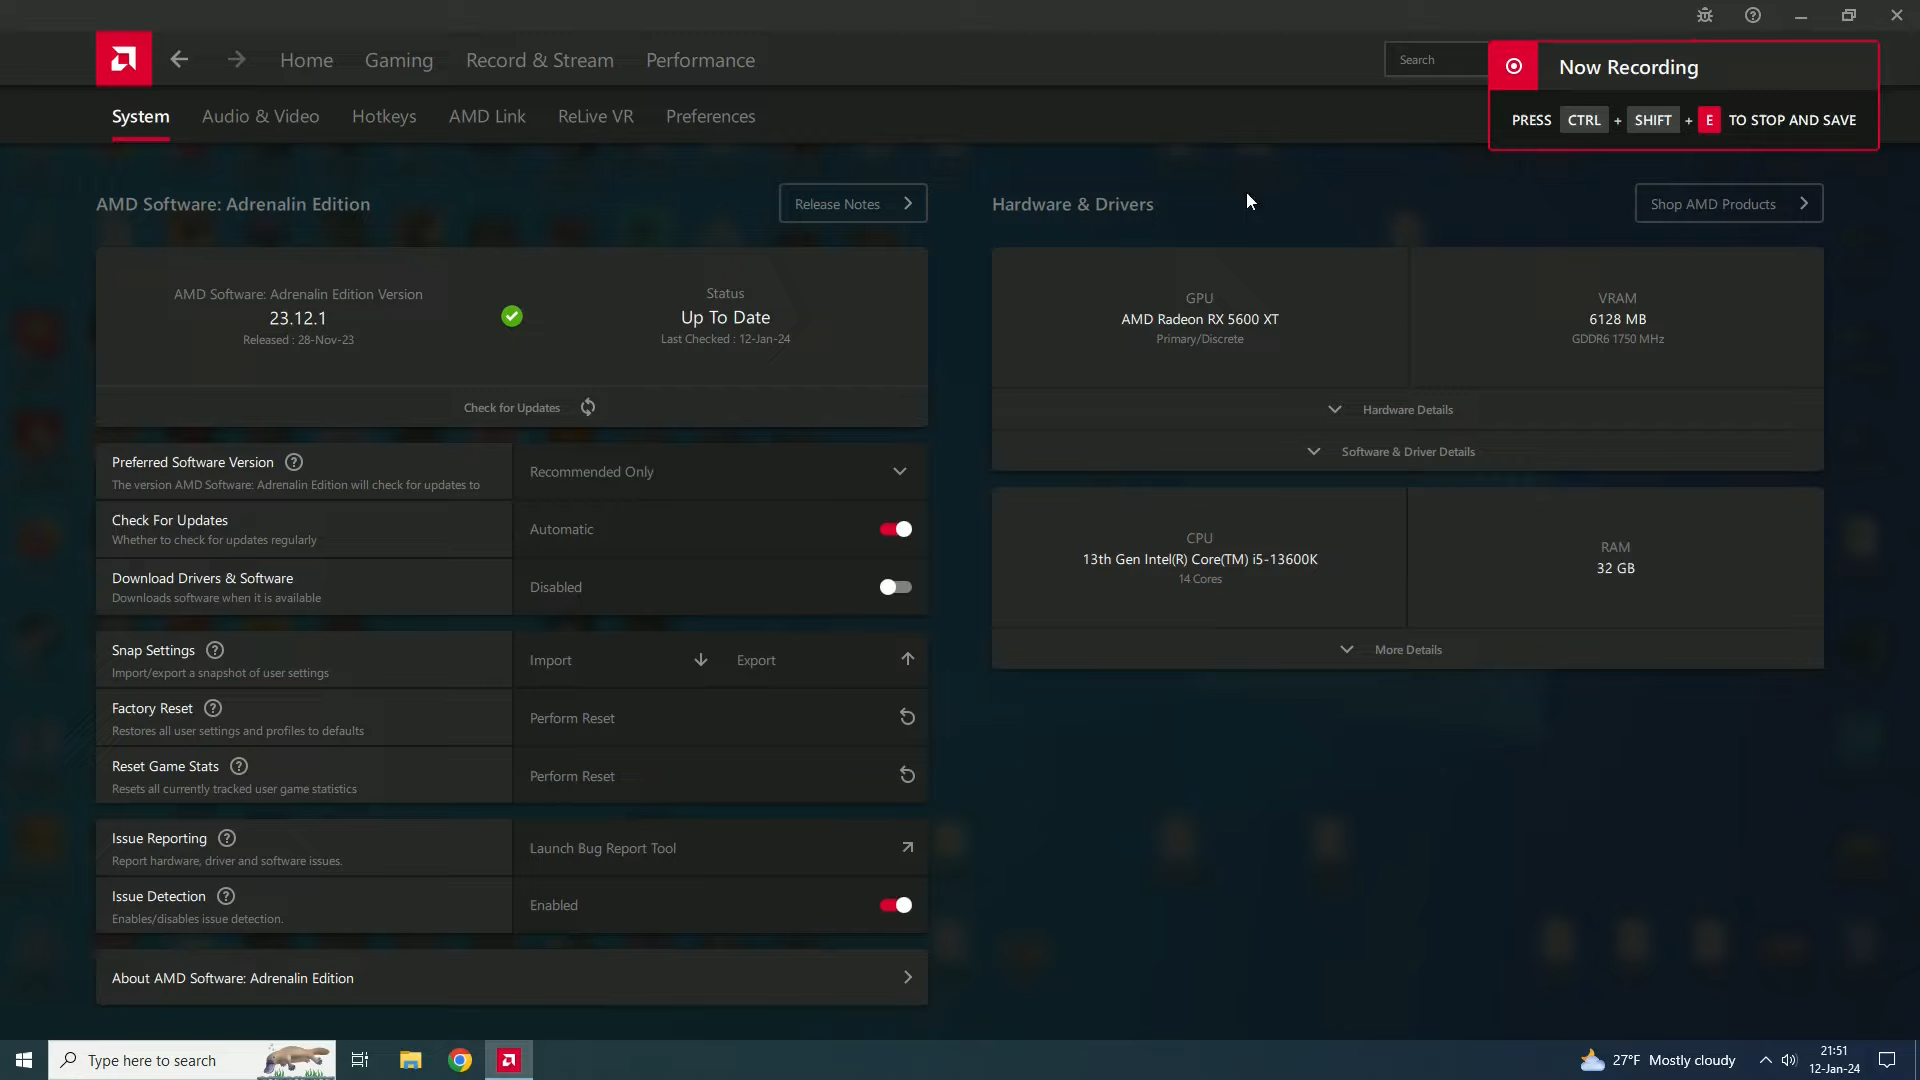 Home
Gaming
Record & Stream
Performance
Search
Now Recording
PRESS CTRL + SHIFT + E TO STOP AND SAVE
System
Audio & Video
Hotkeys
AMD Link
ReLive VR
Preferences
AMD Software: Adrenalin Edition
Release Notes
AMD Software: Adrenalin Edition Version
23.12.1
Released : 28-Nov-23
Status
Up To Date
Last Checked : 12-Jan-24
Check for Updates
Preferred Software Version
The version AMD Software: Adrenalin Edition will check for updates to
Recommended Only
Check For Updates
Whether to check for updates regularly
Automatic
Download Drivers & Software
Downloads software when it is available
Disabled
Snap Settings
Import/export a snapshot of user settings
Import
Export
Factory Reset
Restores all user settings and profiles to defaults
Perform Reset
Reset Game Stats
Resets all currently tracked user game statistics
Perform Reset
Issue Reporting
Report hardware, driver and software issues.
Launch Bug Report Tool
Issue Detection
Enables/disables issue detection.
Enabled
About AMD Software: Adrenalin Edition
Hardware & Drivers
Shop AMD Products
GPU
AMD Radeon RX 5600 XT
Primary/Discrete
VRAM
6128 MB
GDDR6 1750 MHz
Hardware Details
Software & Driver Details
CPU
13th Gen Intel(R) Core(TM) i5-13600K
14 Cores
RAM
32 GB
More Details
Type here to search
27°F Mostly cloudy
21:51
12-Jan-24